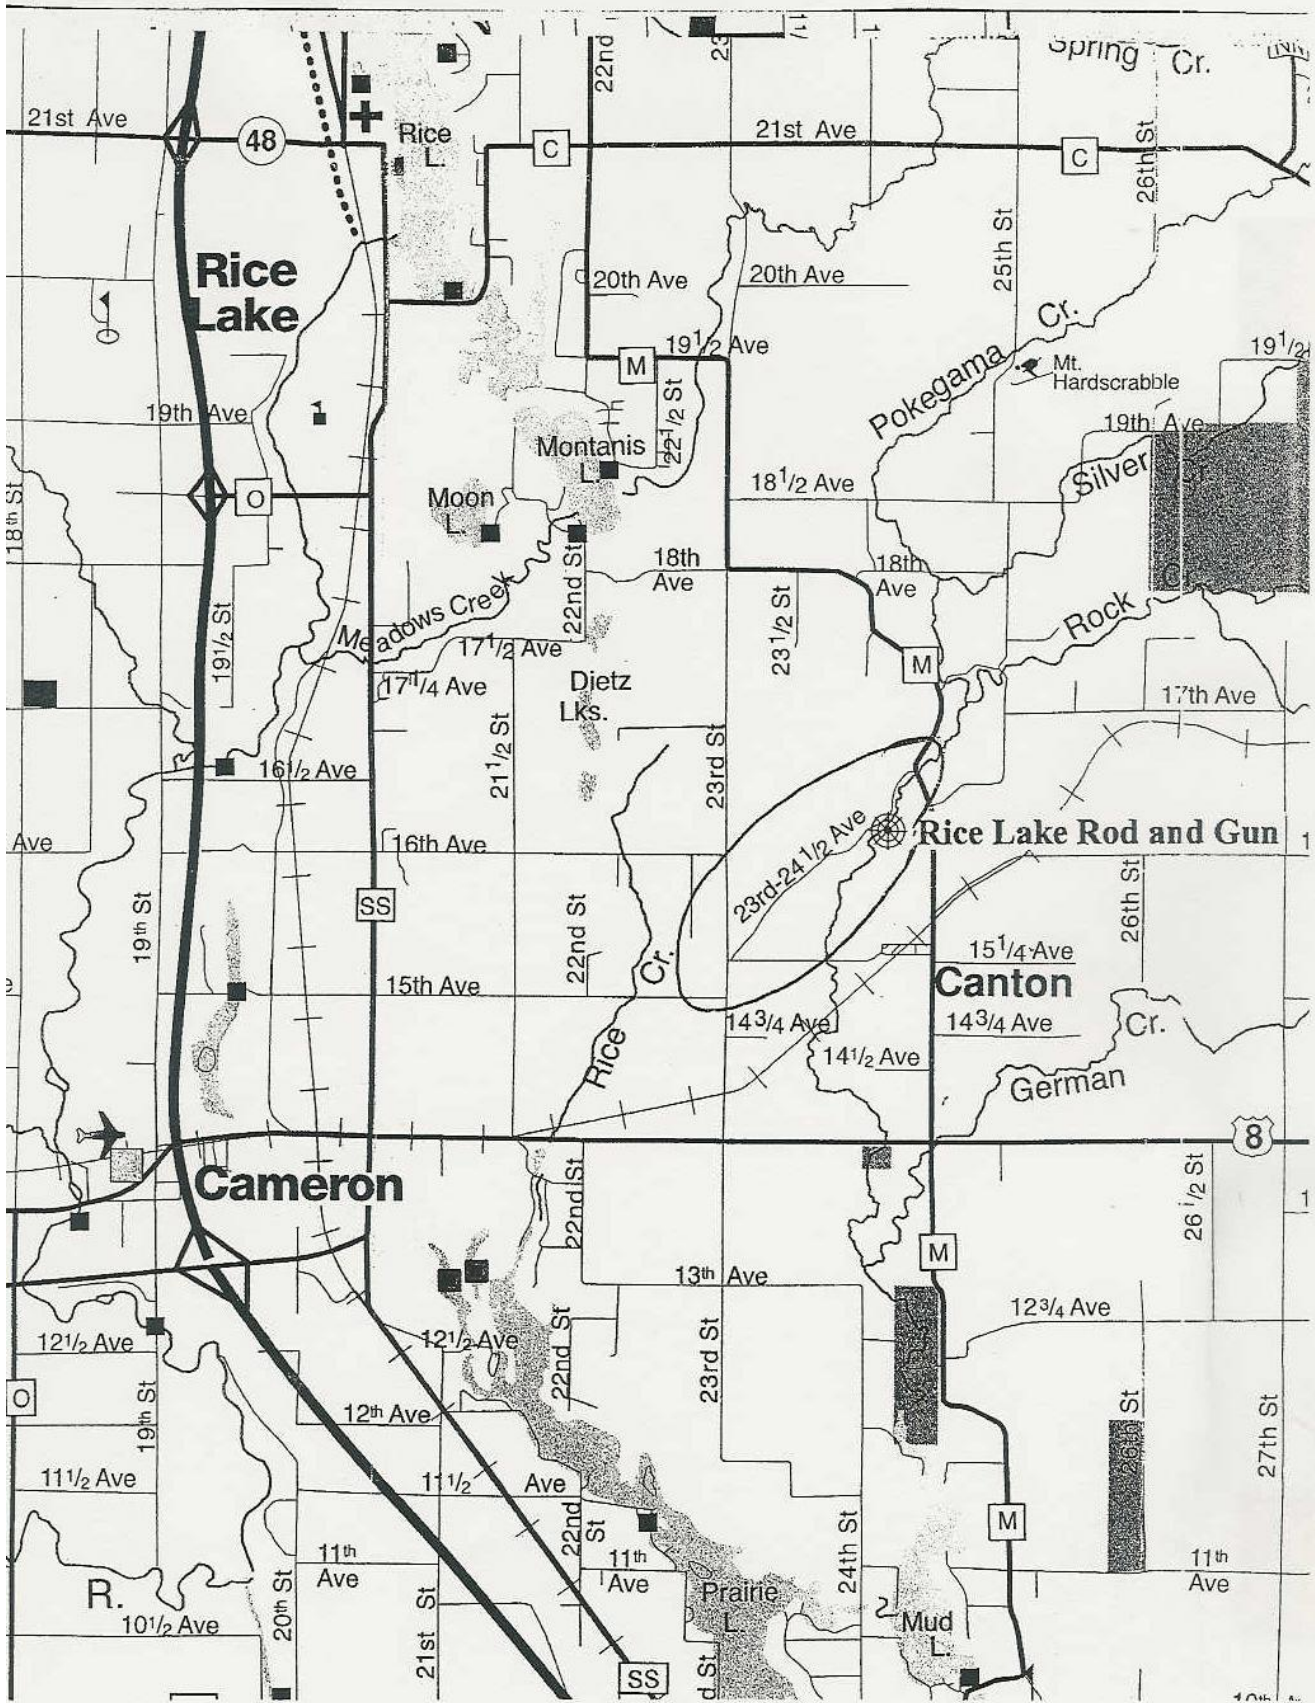 22nd
23
Spring Cr.
21st Ave
48
Rice
L.
C
21st Ave
C
26th St
Rice
Lake
20th Ave
20th Ave
25th St
Cr.
M
19 1/2 Ave
19 1/2
Pokegama
Mt.
Hardscrabble
22 1/2 St
19th Ave
19th Ave
Montanis
L.
Silver Cr
18th St
O
Moon
L.
18 1/2 Ave
22nd St
18th
Ave
18th
Ave
Cr
Rock
Meadows Creek
19 1/2 St
17 1/2 Ave
23 1/2 St
M
17 1/4 Ave
Dietz
Lks.
17th Ave
21 1/2 St
23rd St
16 1/2 Ave
Ave
16th Ave
23rd-24 1/2 Ave
Rice Lake Rod and Gun
1
19th St
SS
22nd St
26th St
15 1/4 Ave
Cr.
15th Ave
Canton
14 3/4 Ave
14 3/4 Ave
Cr.
Rice
14 1/2 Ave
German
8
Cameron
22nd St
26 1/2 St
1
M
13th Ave
12 3/4 Ave
12 1/2 Ave
12 1/2 Ave
22nd St
23rd St
O
19th St
12th Ave
26th St
27th St
11 1/2 Ave
11 1/2 Ave
22nd
St
M
24th St
11th
Ave
11th
Ave
11th
Ave
R.
10 1/2 Ave
20th St
21st St
Prairie
L.
Mud
L.
SS
d St